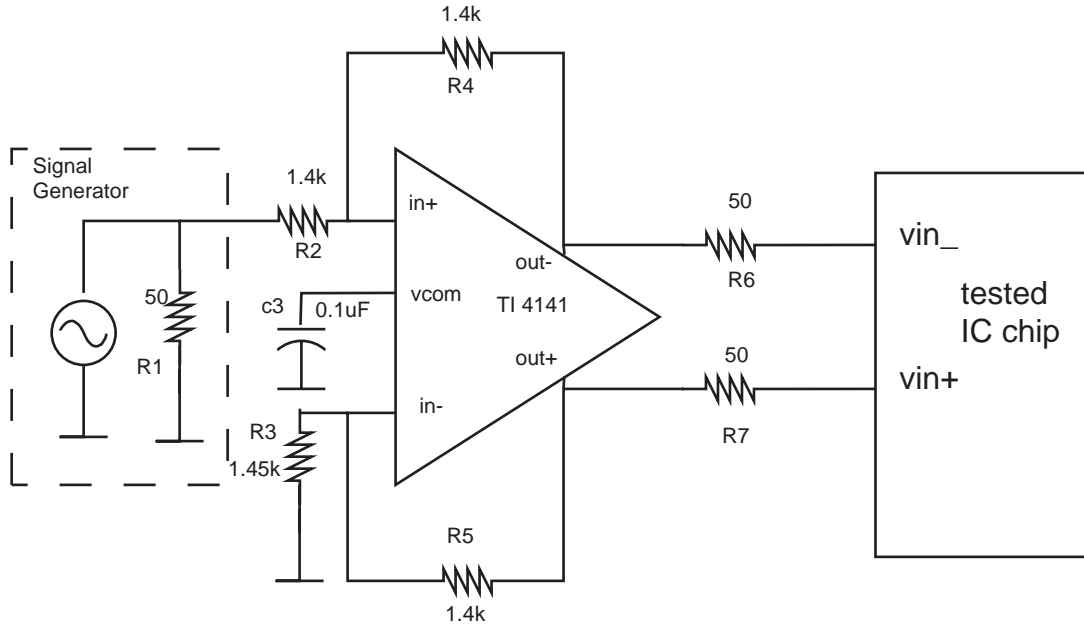 1.4k
R4
Signal
Generator
1.4k
R2
in+
50
R1
c3
0.1uF
vcom
out-
TI 4141
out+
in-
R3
1.45k
R5
1.4k
50
R6
50
R7
vin_
tested
IC chip
vin+